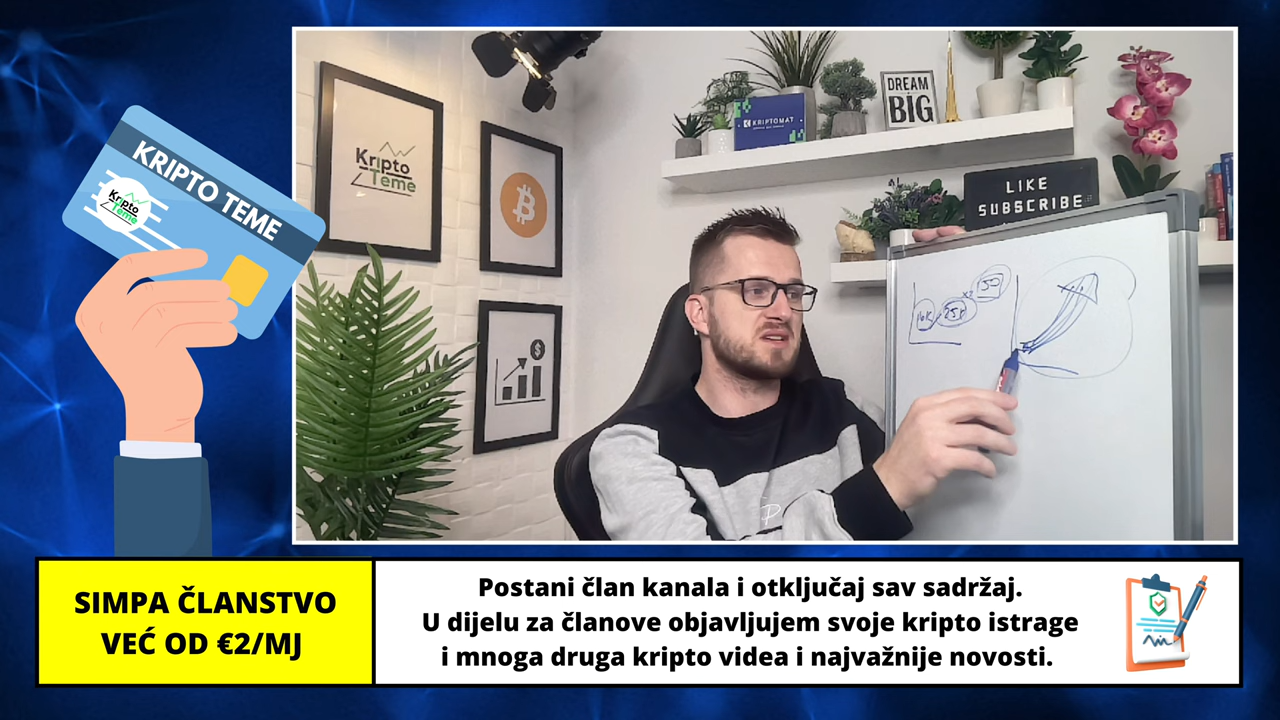 KRIPTO TEME
Kripto
Teme
Kripto
Teme
KRIPTOMAT
DREAM
BIG
LIKE
SUBSCRIBE
25K
50
SIMPA ČLANSTVO
VEĆ OD €2/MJ
Postani član kanala i otključaj sav sadržaj.
U dijelu za članove objavljujem svoje kripto istrage
i mnoga druga kripto videa i najvažnije novosti.